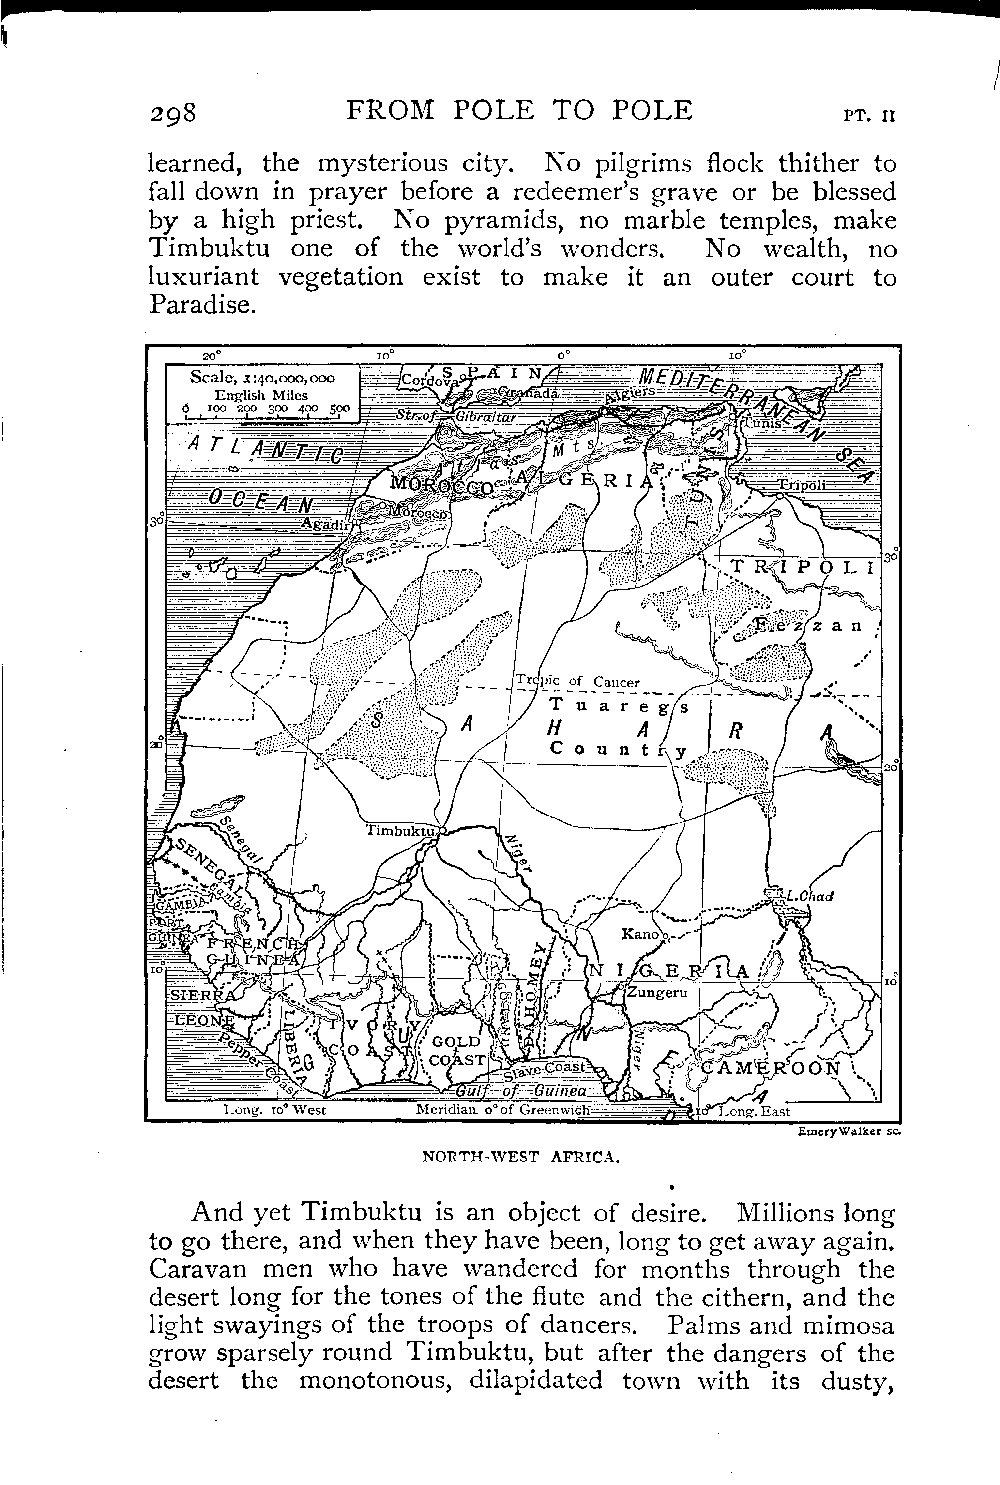 298 FROM POLE TO POLE PT. II
learned, the mysterious city. No pilgrims flock thither to
fall down in prayer before a redeemer's grave or be blessed
by a high priest. No pyramids, no marble temples, make
Timbuktu one of the world's wonders. No wealth, no
luxuriant vegetation exist to make it an outer court to
Paradise.
20° 10° 0° 10°
Scale, 1:40,000,000
English Miles
0 100 200 300 400 500
SPAIN
Cordova
Granada
MEDITERRANEAN SEA
Algiers
Str. of Gibraltar
Tunis
ATLANTIC
OCEAN
Atlas Mts
MOROCCO
ALGERIA
TUNIS
Tripoli
Morocco
Agadir
30°
30°
TRIPOLI
Fezzan
Tropic of Cancer
Tuaregs
SAHARA
Country
20°
20°
Timbuktu
Senegal
Niger
SENEGAL
Gambia
GAMBIA
PORT.
GUINEA
L. Chad
Kano
FRENCH
GUINEA
DAHOMEY
NIGERIA
10°
10°
SIERRA
LEONE
Zungeru
LIBERIA
IVORY
COAST
GOLD
COAST
Pepper Coast
Slave Coast
Niger
CAMEROON
Gulf of Guinea
Long. 10° West Meridian 0° of Greenwich 10° Long. East
Emery Walker sc.
NORTH-WEST AFRICA.
And yet Timbuktu is an object of desire. Millions long
to go there, and when they have been, long to get away again.
Caravan men who have wandered for months through the
desert long for the tones of the flute and the cithern, and the
light swayings of the troops of dancers. Palms and mimosa
grow sparsely round Timbuktu, but after the dangers of the
desert the monotonous, dilapidated town with its dusty,